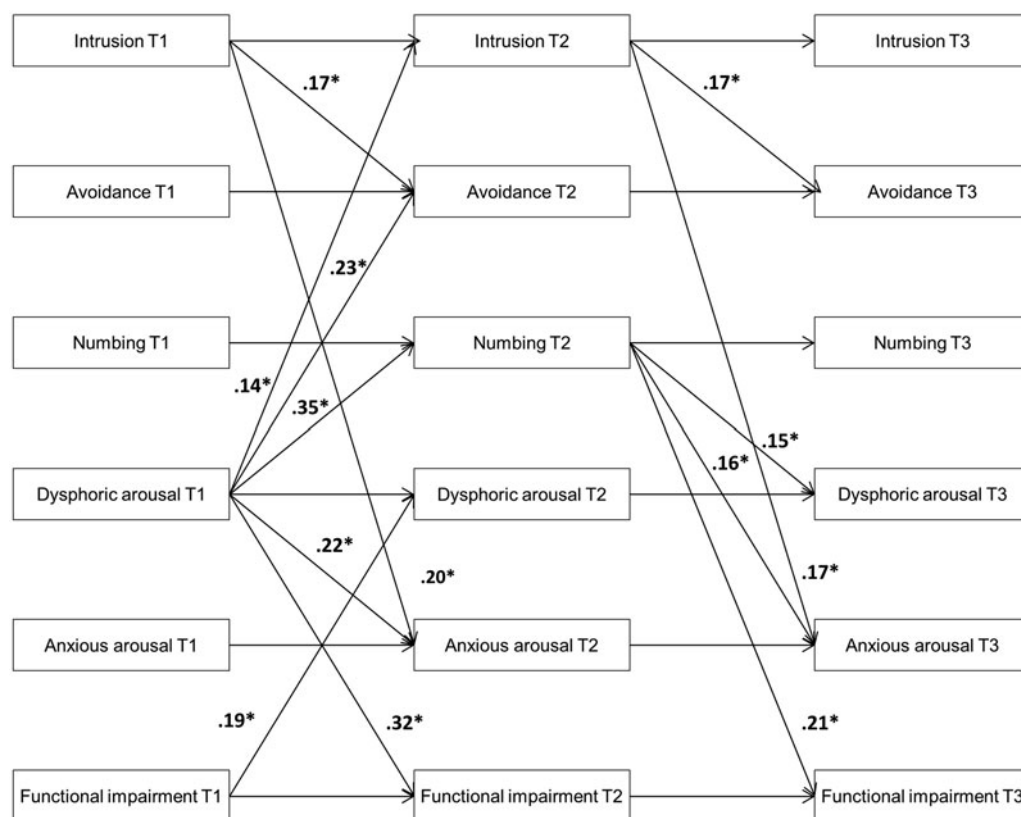 Intrusion T1
Intrusion T2
Intrusion T3
.17*
.17*
Avoidance T1
Avoidance T2
Avoidance T3
.23*
Numbing T1
Numbing T2
Numbing T3
.14*
.35*
.15*
.16*
Dysphoric arousal T1
Dysphoric arousal T2
Dysphoric arousal T3
.22*
.20*
.17*
Anxious arousal T1
Anxious arousal T2
Anxious arousal T3
.19*
.32*
.21*
Functional impairment T1
Functional impairment T2
Functional impairment T3